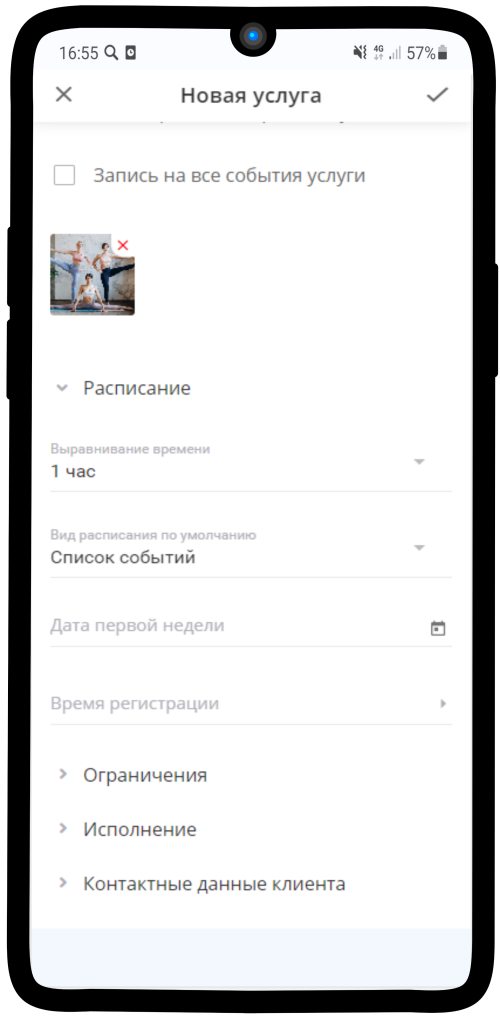 16:55
4G 57%
Новая услуга
Запись на все события услуги
Расписание
Выравнивание времени
1 час
Вид расписания по умолчанию
Список событий
Дата первой недели
Время регистрации
Ограничения
Исполнение
Контактные данные клиента